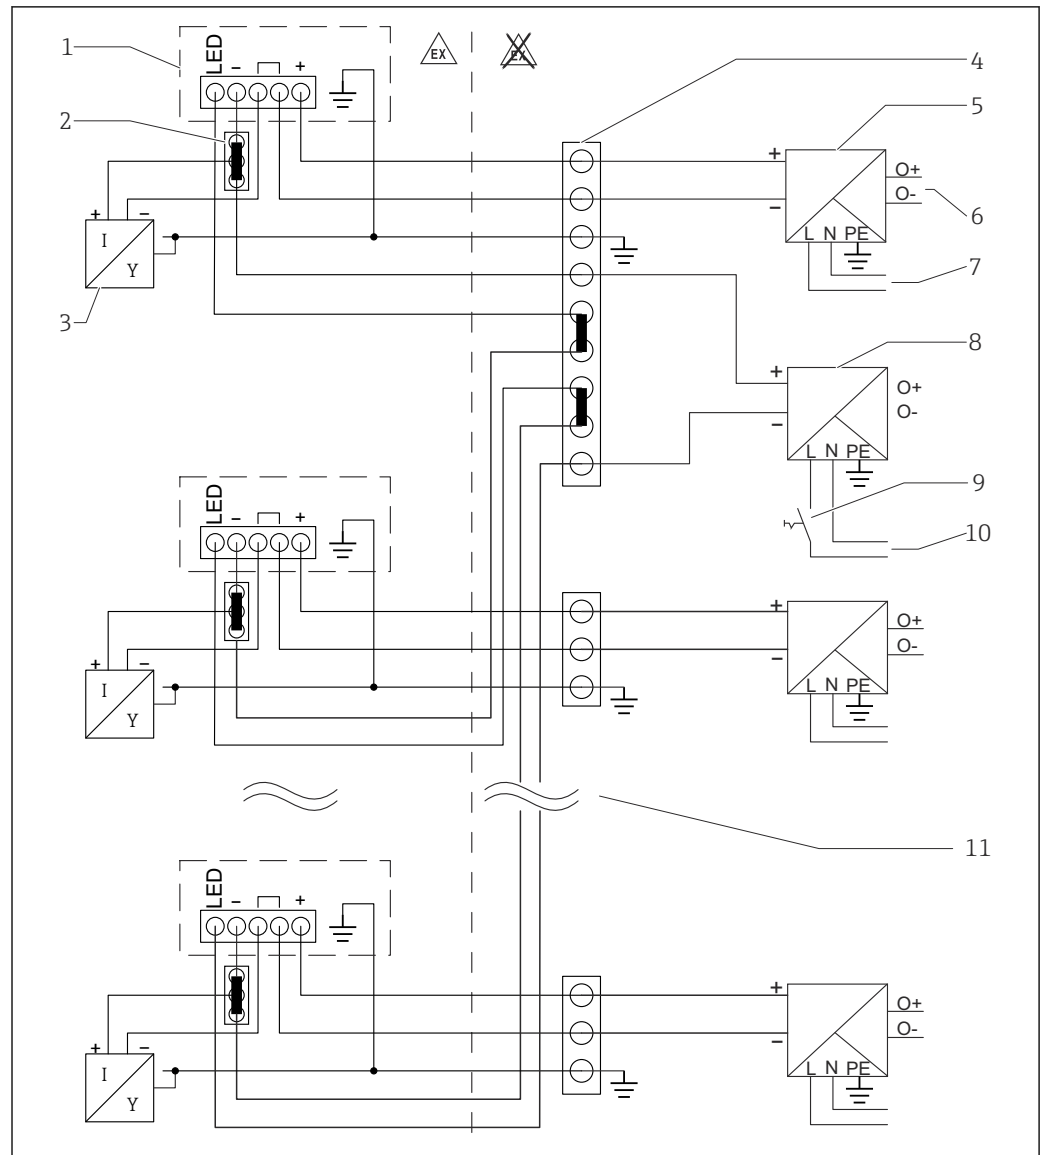 1
LED
- +
EX
EX
4
2
+
5
O+
O-
6
-
+ -
I
Y
L N PE
7
3
+
8
O+
O-
-
L N PE
9
10
LED
- +
+
O+
O-
-
+ -
I
Y
L N PE
11
LED
- +
+
O+
O-
-
+ -
I
Y
L N PE